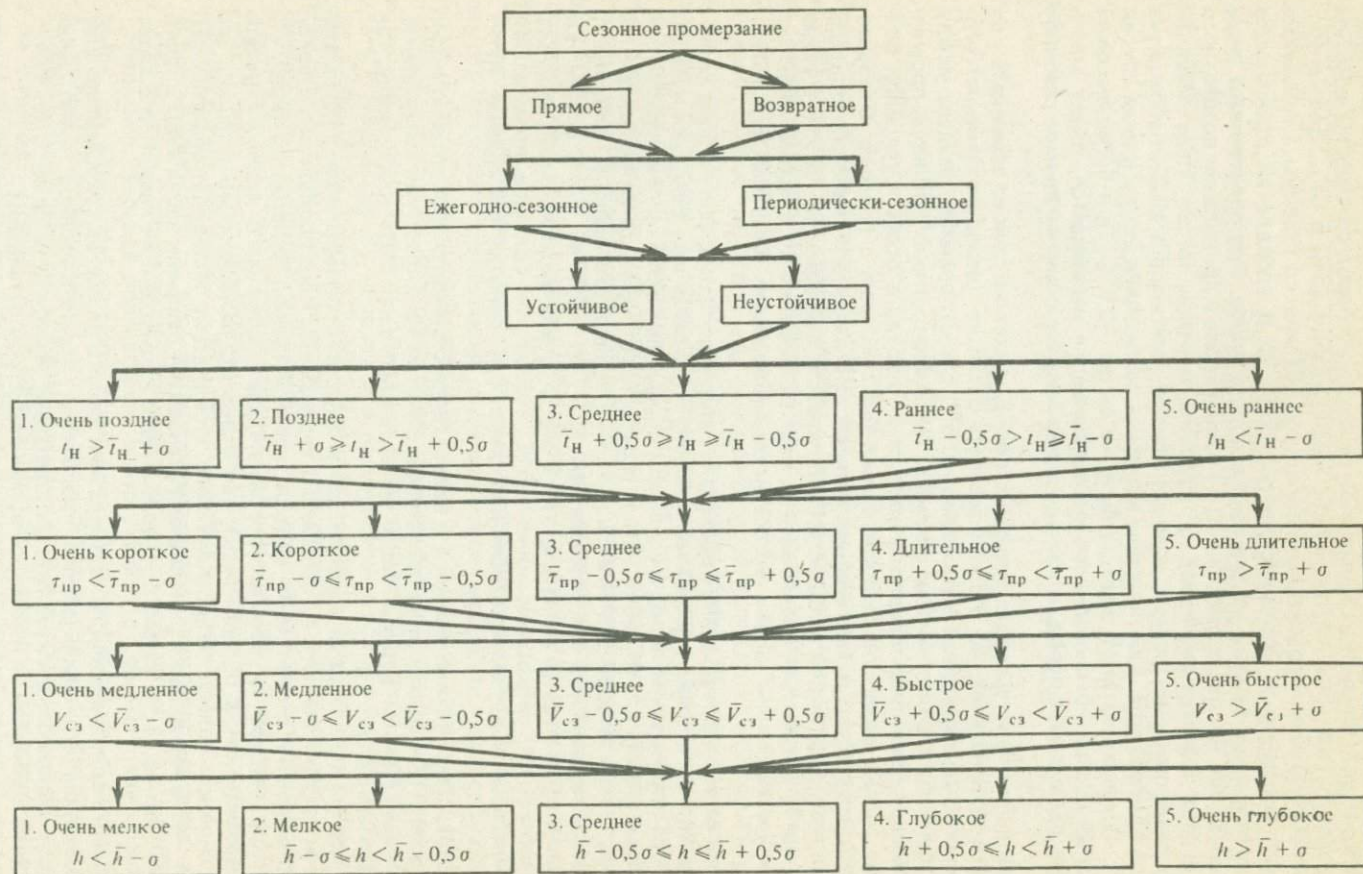 Сезонное промерзание
Прямое
Возвратное
Ежегодно-сезонное
Периодически-сезонное
Устойчивое
Неустойчивое
1. Очень позднее
t_Н > t̅_Н + σ
2. Позднее
t̅_Н + σ ⩾ t_Н > t̅_Н + 0,5σ
3. Среднее
t̅_Н + 0,5σ ⩾ t_Н ⩾ t̅_Н − 0,5σ
4. Раннее
t̅_Н − 0,5σ > t_Н ⩾ t̅_Н − σ
5. Очень раннее
t_Н < t̅_Н − σ
1. Очень короткое
τ_пр < τ̅_пр − σ
2. Короткое
τ̅_пр − σ ⩽ τ_пр < τ̅_пр − 0,5σ
3. Среднее
τ̅_пр − 0,5σ ⩽ τ_пр ⩽ τ̅_пр + 0,5σ
4. Длительное
τ_пр + 0,5σ ⩽ τ_пр < τ̅_пр + σ
5. Очень длительное
τ_пр > τ̅_пр + σ
1. Очень медленное
V_сз < V̅_сз − σ
2. Медленное
V̅_сз − σ ⩽ V_сз < V̅_сз − 0,5σ
3. Среднее
V̅_сз − 0,5σ ⩽ V_сз ⩽ V̅_сз + 0,5σ
4. Быстрое
V̅_сз + 0,5σ ⩽ V_сз < V̅_сз + σ
5. Очень быстрое
V_сз > V̅_сз + σ
1. Очень мелкое
h < h̅ − σ
2. Мелкое
h̅ − σ ⩽ h < h̅ − 0,5σ
3. Среднее
h̅ − 0,5σ ⩽ h ⩽ h̅ + 0,5σ
4. Глубокое
h̅ + 0,5σ ⩽ h < h̅ + σ
5. Очень глубокое
h > h̅ + σ